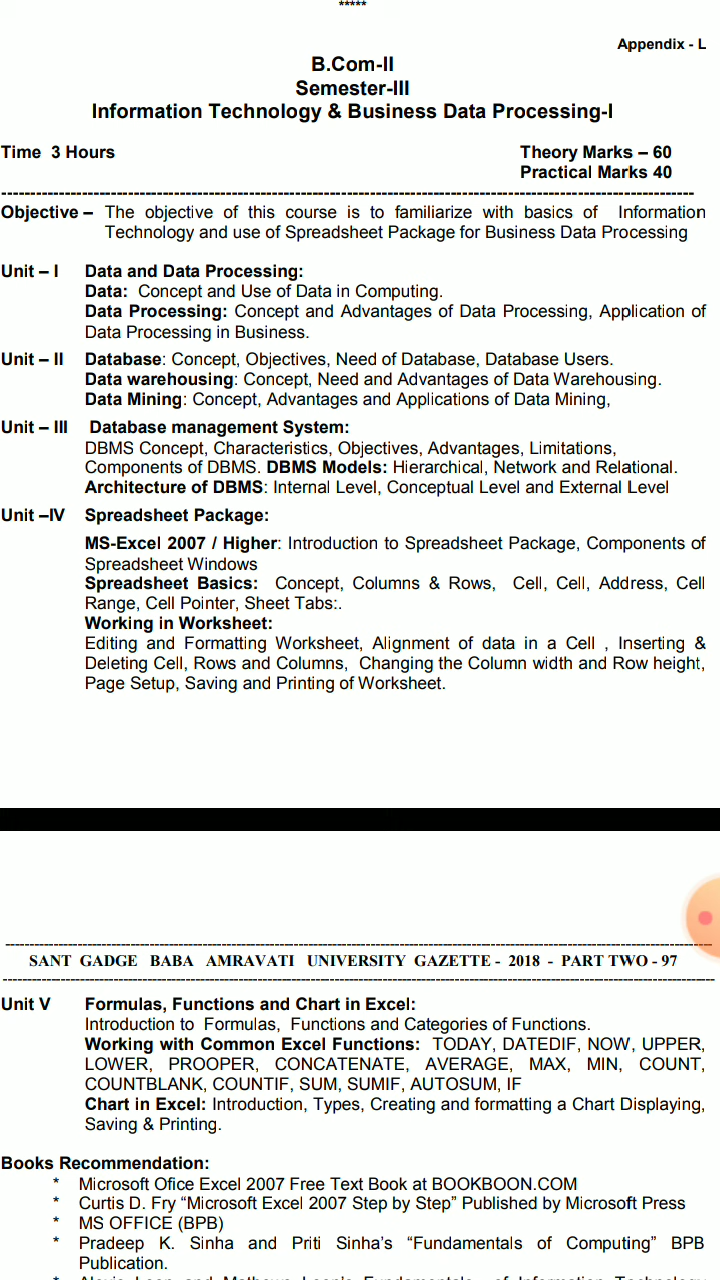 *****
Appendix - L
B.Com-II
Semester-III
Information Technology & Business Data Processing-I
Time 3 Hours Theory Marks – 60
Practical Marks 40
Objective – The objective of this course is to familiarize with basics of Information
Technology and use of Spreadsheet Package for Business Data Processing
Unit – I Data and Data Processing:
Data: Concept and Use of Data in Computing.
Data Processing: Concept and Advantages of Data Processing, Application of
Data Processing in Business.
Unit – II Database: Concept, Objectives, Need of Database, Database Users.
Data warehousing: Concept, Need and Advantages of Data Warehousing.
Data Mining: Concept, Advantages and Applications of Data Mining,
Unit – III Database management System:
DBMS Concept, Characteristics, Objectives, Advantages, Limitations,
Components of DBMS. DBMS Models: Hierarchical, Network and Relational.
Architecture of DBMS: Internal Level, Conceptual Level and External Level
Unit –IV Spreadsheet Package:
MS-Excel 2007 / Higher: Introduction to Spreadsheet Package, Components of
Spreadsheet Windows
Spreadsheet Basics: Concept, Columns & Rows, Cell, Cell, Address, Cell
Range, Cell Pointer, Sheet Tabs:.
Working in Worksheet:
Editing and Formatting Worksheet, Alignment of data in a Cell , Inserting &
Deleting Cell, Rows and Columns, Changing the Column width and Row height,
Page Setup, Saving and Printing of Worksheet.
SANT GADGE BABA AMRAVATI UNIVERSITY GAZETTE - 2018 - PART TWO - 97
Unit V Formulas, Functions and Chart in Excel:
Introduction to Formulas, Functions and Categories of Functions.
Working with Common Excel Functions: TODAY, DATEDIF, NOW, UPPER,
LOWER, PROOPER, CONCATENATE, AVERAGE, MAX, MIN, COUNT,
COUNTBLANK, COUNTIF, SUM, SUMIF, AUTOSUM, IF
Chart in Excel: Introduction, Types, Creating and formatting a Chart Displaying,
Saving & Printing.
Books Recommendation:
* Microsoft Ofice Excel 2007 Free Text Book at BOOKBOON.COM
* Curtis D. Fry “Microsoft Excel 2007 Step by Step” Published by Microsoft Press
* MS OFFICE (BPB)
* Pradeep K. Sinha and Priti Sinha’s “Fundamentals of Computing” BPB
Publication.